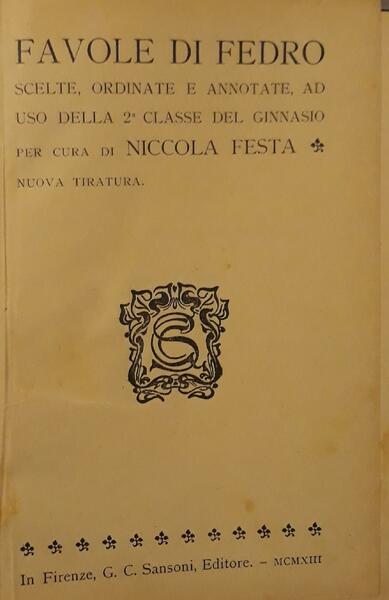 FAVOLE DI FEDRO
SCELTE, ORDINATE E ANNOTATE, AD
USO DELLA 2ª CLASSE DEL GINNASIO
PER CURA DI NICCOLA FESTA
NUOVA TIRATURA.
In Firenze, G. C. Sansoni, Editore. - MCMXIII